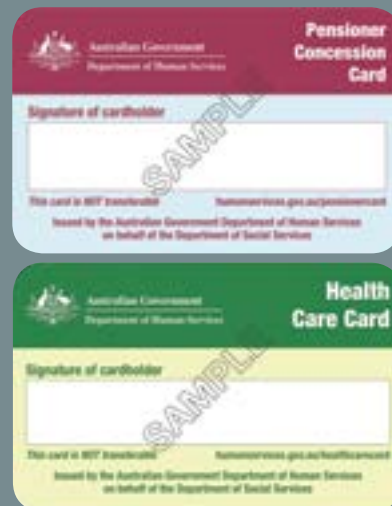 Australian Government
Department of Human Services
Pensioner
Concession
Card
Signature of cardholder
SAMPLE
This card is NOT transferable humanservices.gov.au/pensionercard
Issued by the Australian Government Department of Human Services
on behalf of the Department of Social Services
Australian Government
Department of Human Services
Health
Care Card
Signature of cardholder
SAMPLE
This card is NOT transferable humanservices.gov.au/healthcarecard
Issued by the Australian Government Department of Human Services
on behalf of the Department of Social Services